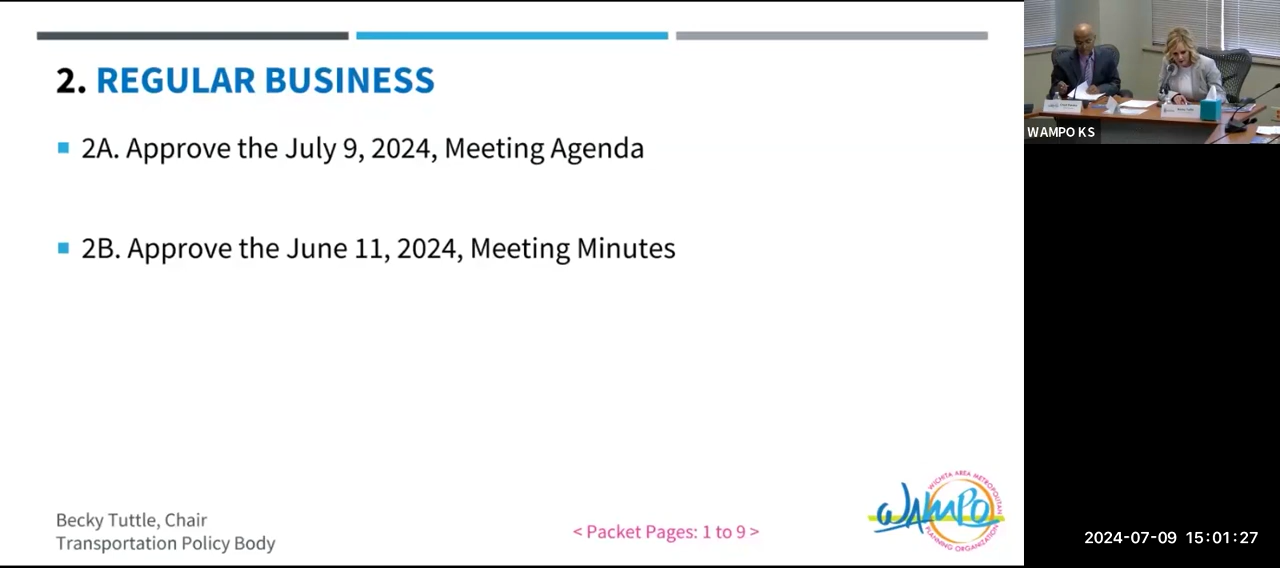 2. REGULAR BUSINESS
2A. Approve the July 9, 2024, Meeting Agenda
2B. Approve the June 11, 2024, Meeting Minutes
Becky Tuttle, Chair
Transportation Policy Body
< Packet Pages: 1 to 9 >
WICHITA AREA METROPOLITAN
WAMPO
PLANNING ORGANIZATION
WAMPO KS
2024-07-09 15:01:27